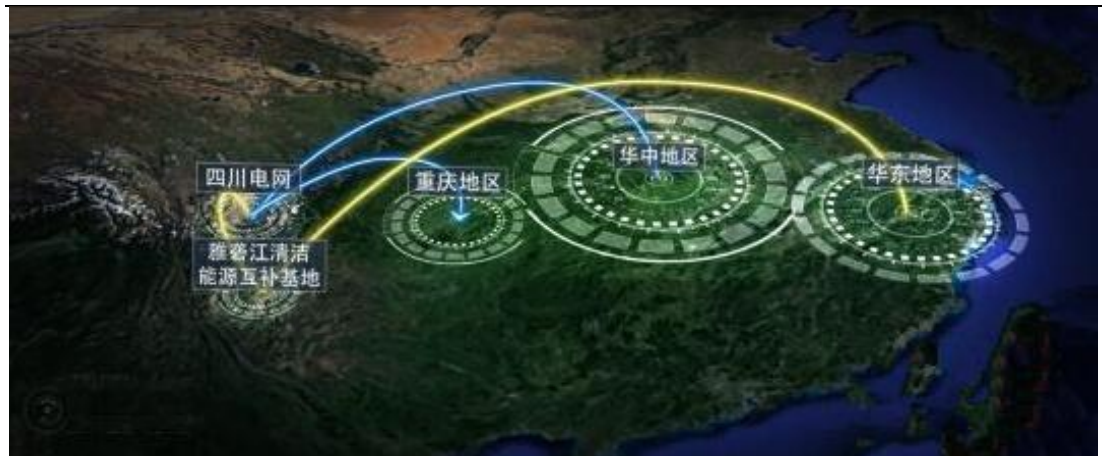 四川电网
重庆地区
华中地区
华东地区
雅砻江清洁
能源互补基地